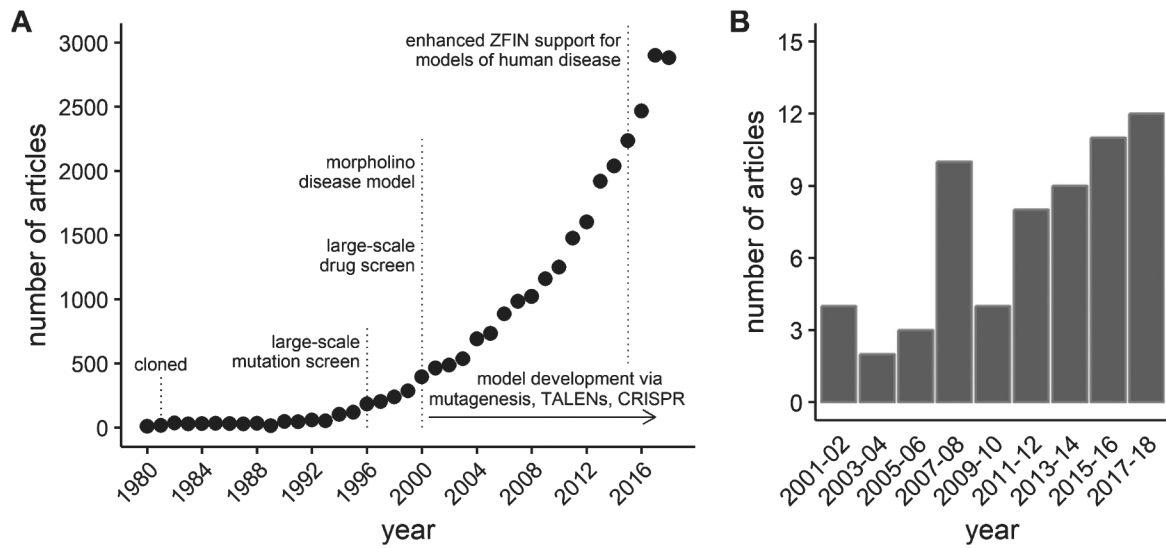 A
number of articles
3000
2500
2000
1500
1000
500
0
enhanced ZFIN support for
models of human disease
morpholino
disease model
large-scale
drug screen
large-scale
mutation screen
cloned
model development via
mutagenesis, TALENs, CRISPR
1980
1984
1988
1992
1996
2000
2004
2008
2012
2016
year
B
number of articles
15
12
9
6
3
0
2001-02
2003-04
2005-06
2007-08
2009-10
2011-12
2013-14
2015-16
2017-18
year